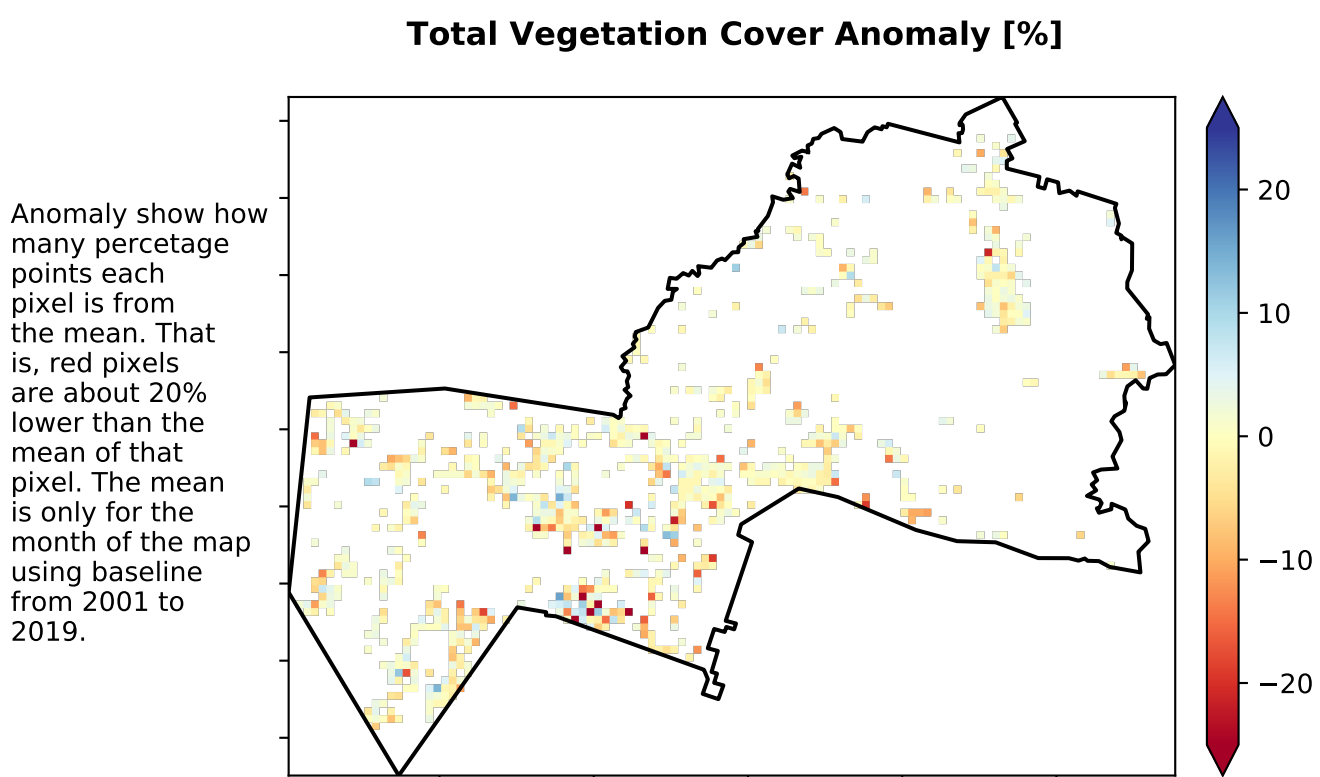 Total Vegetation Cover Anomaly [%]
Anomaly show how
many percetage
points each
pixel is from
the mean. That
is, red pixels
are about 20%
lower than the
mean of that
pixel. The mean
is only for the
month of the map
using baseline
from 2001 to
2019.
20
10
0
−10
−20